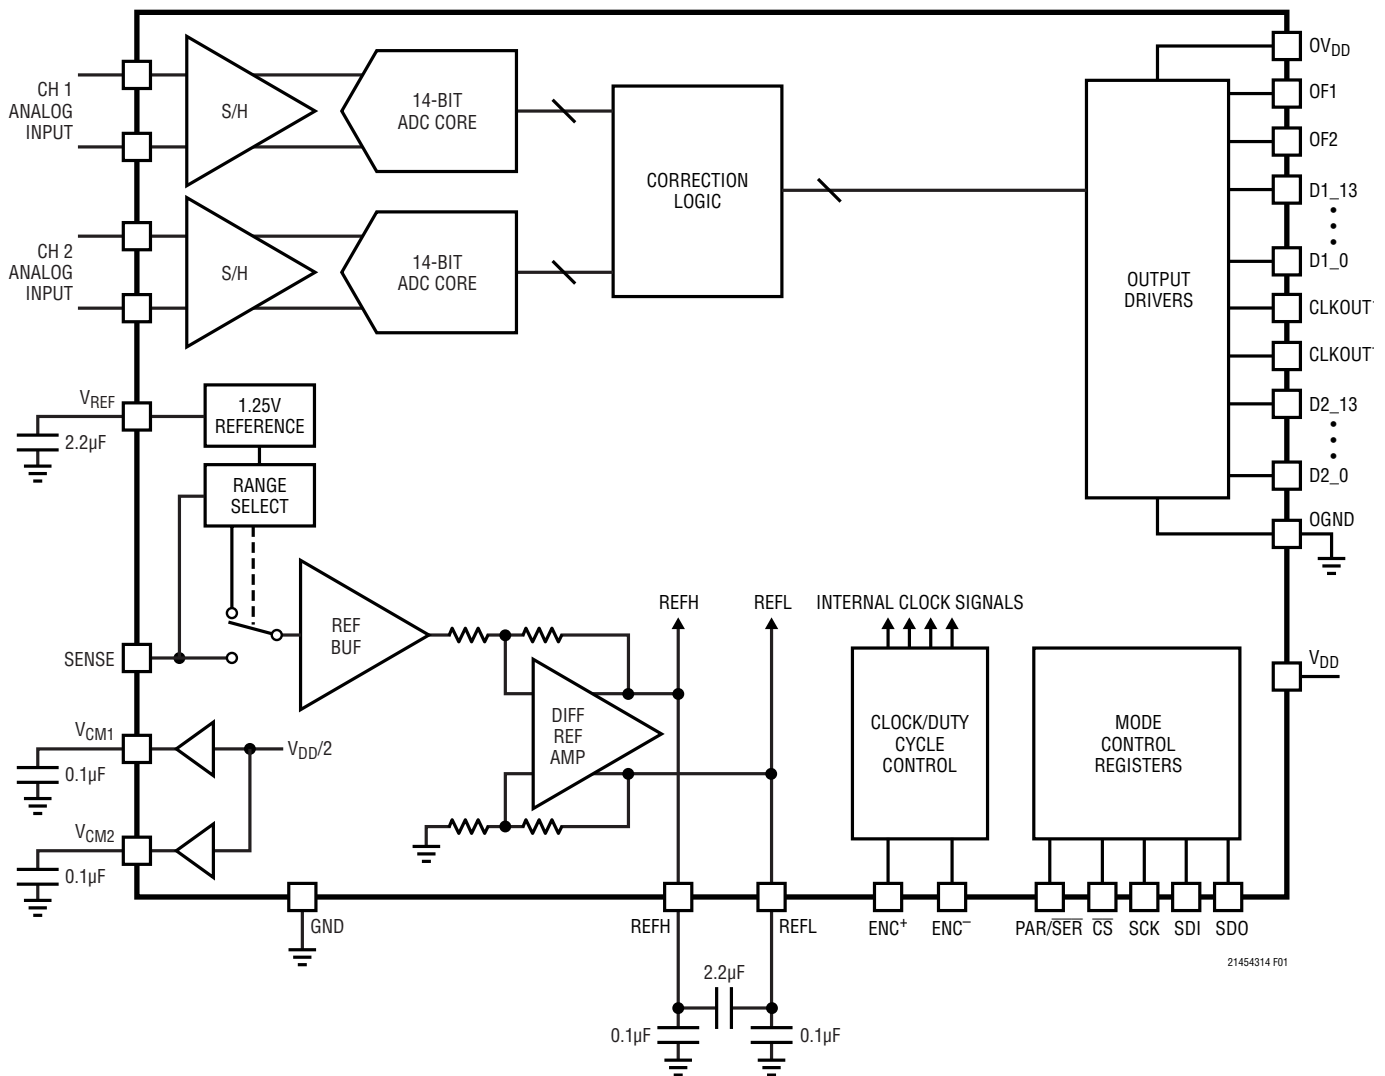 CH 1
ANALOG
INPUT
S/H
14-BIT
ADC CORE
CORRECTION
LOGIC
CH 2
ANALOG
INPUT
S/H
14-BIT
ADC CORE
OUTPUT
DRIVERS
OVDD
OF1
OF2
D1_13
D1_0
CLKOUT
CLKOUT
D2_13
D2_0
OGND
VDD
VREF
2.2µF
1.25V
REFERENCE
RANGE
SELECT
SENSE
REF
BUF
DIFF
REF
AMP
REFH
REFL
INTERNAL CLOCK SIGNALS
CLOCK/DUTY
CYCLE
CONTROL
MODE
CONTROL
REGISTERS
VCM1
0.1µF
VDD/2
VCM2
0.1µF
GND
REFH
REFL
ENC+
ENC−
PAR/SER
CS
SCK
SDI
SDO
21454314 F01
2.2µF
0.1µF
0.1µF